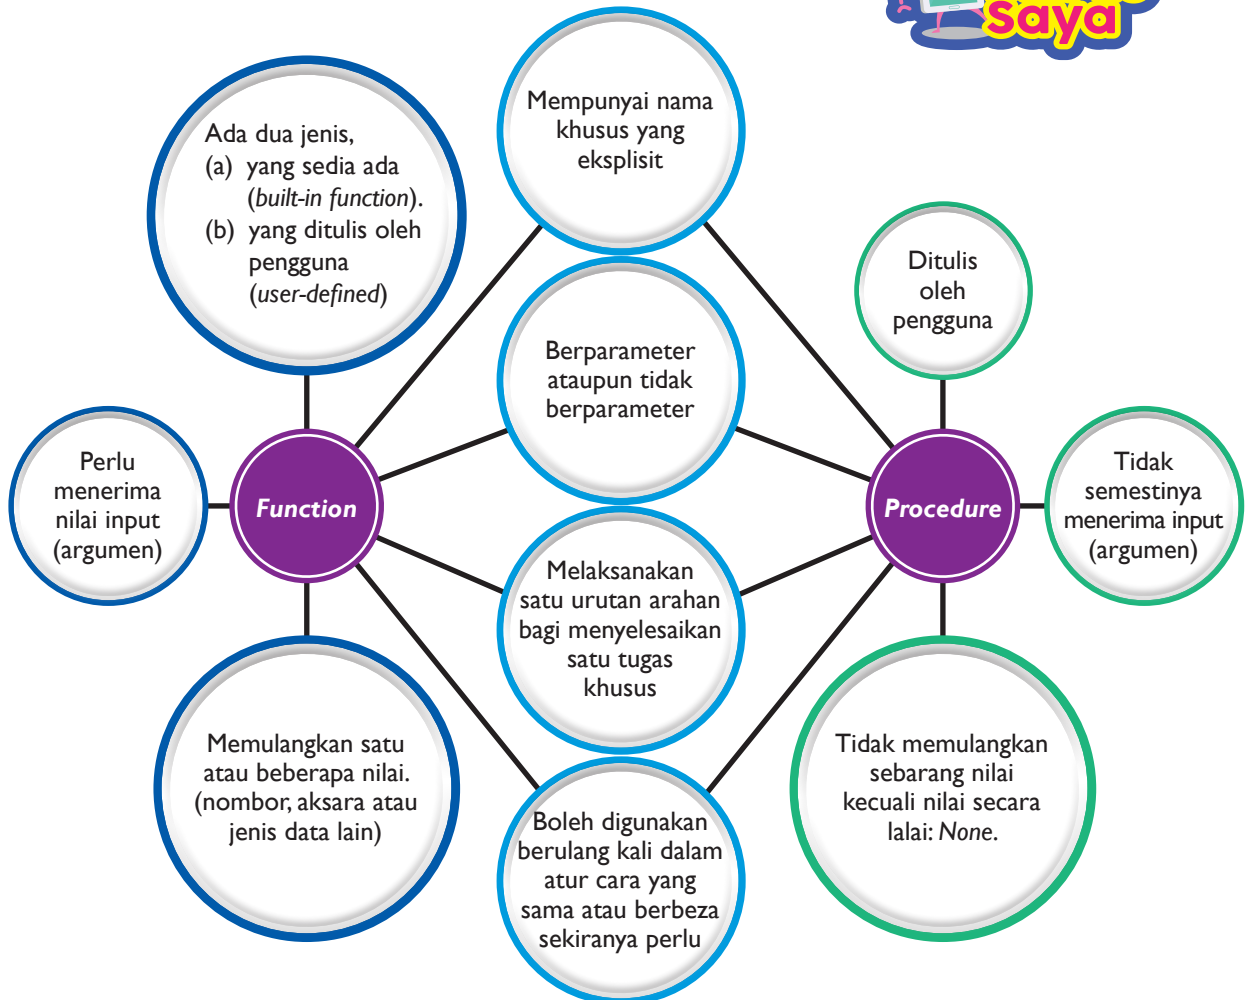 Saya
Ada dua jenis,
(a) yang sedia ada
(built-in function).
(b) yang ditulis oleh
pengguna
(user-defined)
Mempunyai nama
khusus yang
eksplisit
Ditulis
oleh
pengguna
Berparameter
ataupun tidak
berparameter
Perlu
menerima
nilai input
(argumen)
Function
Procedure
Tidak
semestinya
menerima input
(argumen)
Melaksanakan
satu urutan arahan
bagi menyelesaikan
satu tugas
khusus
Memulangkan satu
atau beberapa nilai.
(nombor, aksara atau
jenis data lain)
Tidak memulangkan
sebarang nilai
kecuali nilai secara
lalai: None.
Boleh digunakan
berulang kali dalam
atur cara yang
sama atau berbeza
sekiranya perlu